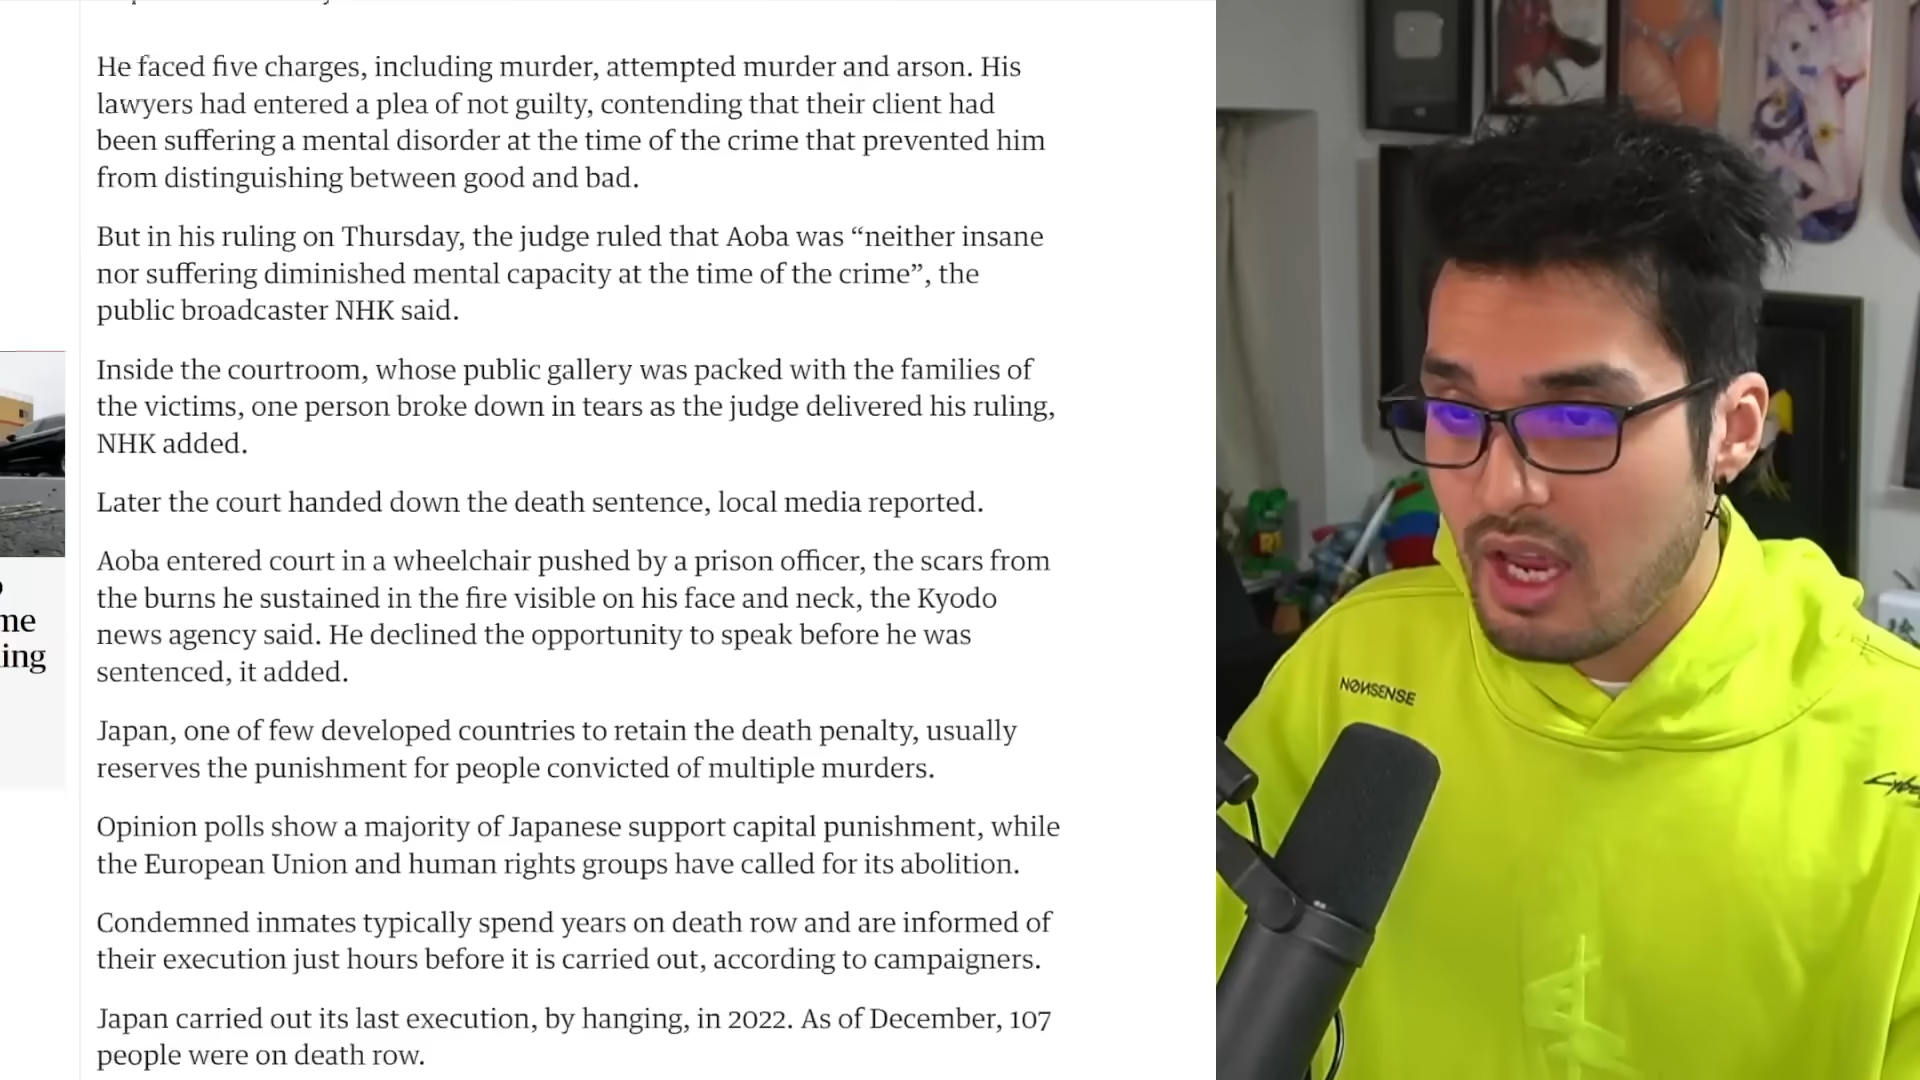 He faced five charges, including murder, attempted murder and arson. His
lawyers had entered a plea of not guilty, contending that their client had
been suffering a mental disorder at the time of the crime that prevented him
from distinguishing between good and bad.
But in his ruling on Thursday, the judge ruled that Aoba was “neither insane
nor suffering diminished mental capacity at the time of the crime”, the
public broadcaster NHK said.
Inside the courtroom, whose public gallery was packed with the families of
the victims, one person broke down in tears as the judge delivered his ruling,
NHK added.
Later the court handed down the death sentence, local media reported.
Aoba entered court in a wheelchair pushed by a prison officer, the scars from
the burns he sustained in the fire visible on his face and neck, the Kyodo
news agency said. He declined the opportunity to speak before he was
sentenced, it added.
Japan, one of few developed countries to retain the death penalty, usually
reserves the punishment for people convicted of multiple murders.
Opinion polls show a majority of Japanese support capital punishment, while
the European Union and human rights groups have called for its abolition.
Condemned inmates typically spend years on death row and are informed of
their execution just hours before it is carried out, according to campaigners.
Japan carried out its last execution, by hanging, in 2022. As of December, 107
people were on death row.
me
ing
NØNSENSE